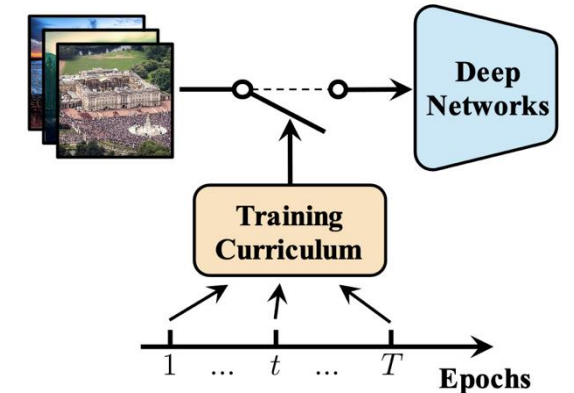 Deep
Networks
Training
Curriculum
1 ... t ... T
Epochs